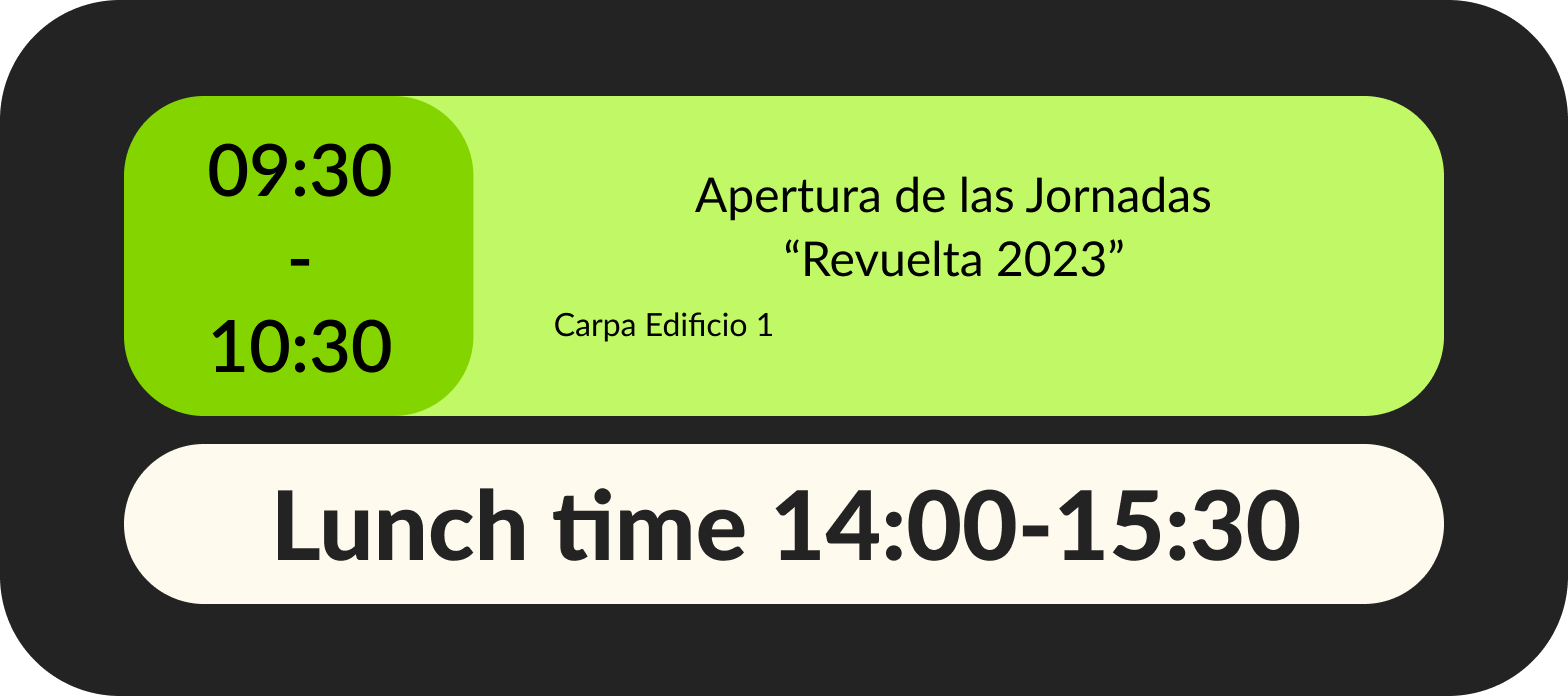 09:30
-
10:30
Apertura de las Jornadas
“Revuelta 2023”
Carpa Edificio 1
Lunch time 14:00-15:30